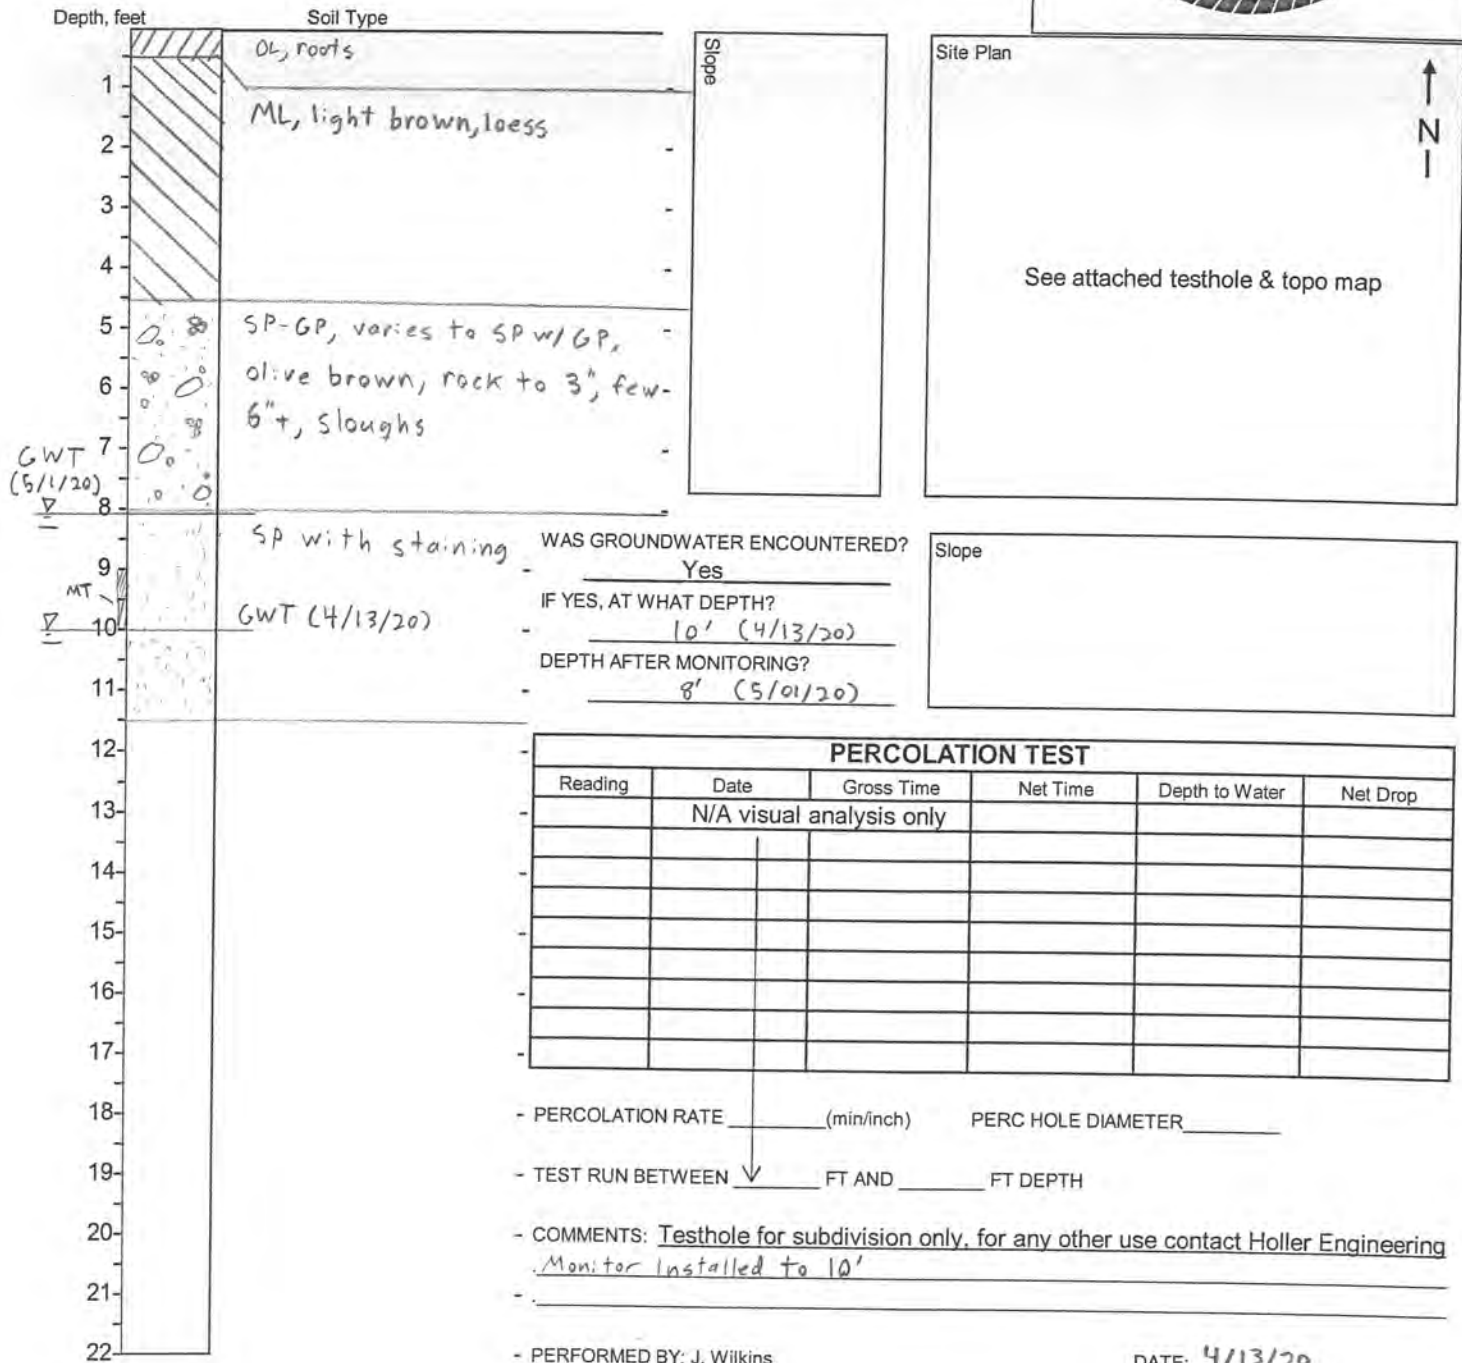 Depth, feet Soil Type
OL, roots
1
ML, light brown, loess
2
3
4
5
SP-GP, varies to SP w/ GP,
olive brown, rock to 3", few
6
6"+, sloughs
7
GWT
(5/1/20)
8
SP with staining
9
MT
10
GWT (4/13/20)
11
12
13
14
15
16
17
18
19
20
21
22
Slope
Site Plan
N
See attached testhole & topo map
WAS GROUNDWATER ENCOUNTERED?
Yes
IF YES, AT WHAT DEPTH?
10' (4/13/20)
DEPTH AFTER MONITORING?
8' (5/01/20)
Slope
PERCOLATION TEST
Reading Date Gross Time Net Time Depth to Water Net Drop
N/A visual analysis only
PERCOLATION RATE (min/inch) PERC HOLE DIAMETER
TEST RUN BETWEEN FT AND FT DEPTH
COMMENTS: Testhole for subdivision only, for any other use contact Holler Engineering
Monitor Installed to 10'
PERFORMED BY: J. Wilkins DATE: 4/13/20